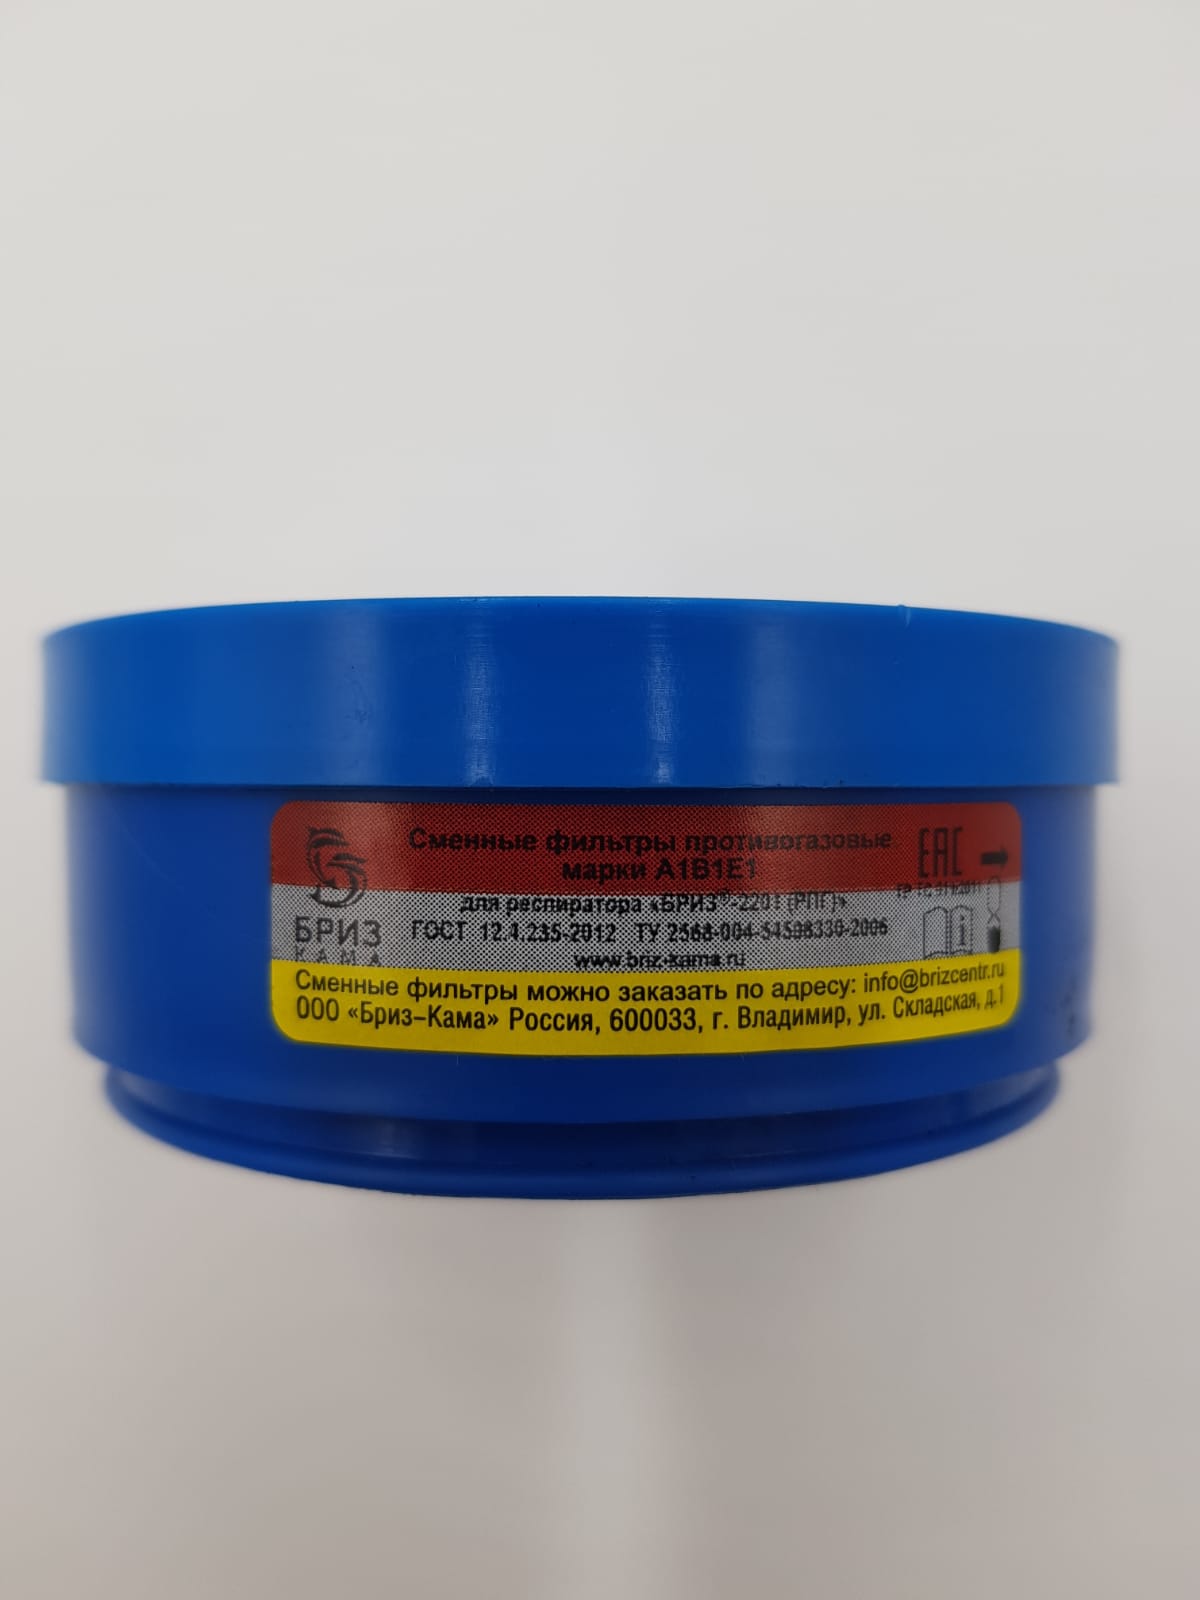 Сменные фильтры противогазовые
марки А1В1Е1
для респиратора «БРИЗ®-2201 (РПГ)»
ГОСТ 12.4.235-2012 ТУ 2568-004-54598330-2006
www.briz-kama.ru
БРИЗ
КАМА
ЕАС
Сменные фильтры можно заказать по адресу: info@brizcentr.ru
ООО «Бриз-Кама» Россия, 600033, г. Владимир, ул. Складская, д.1